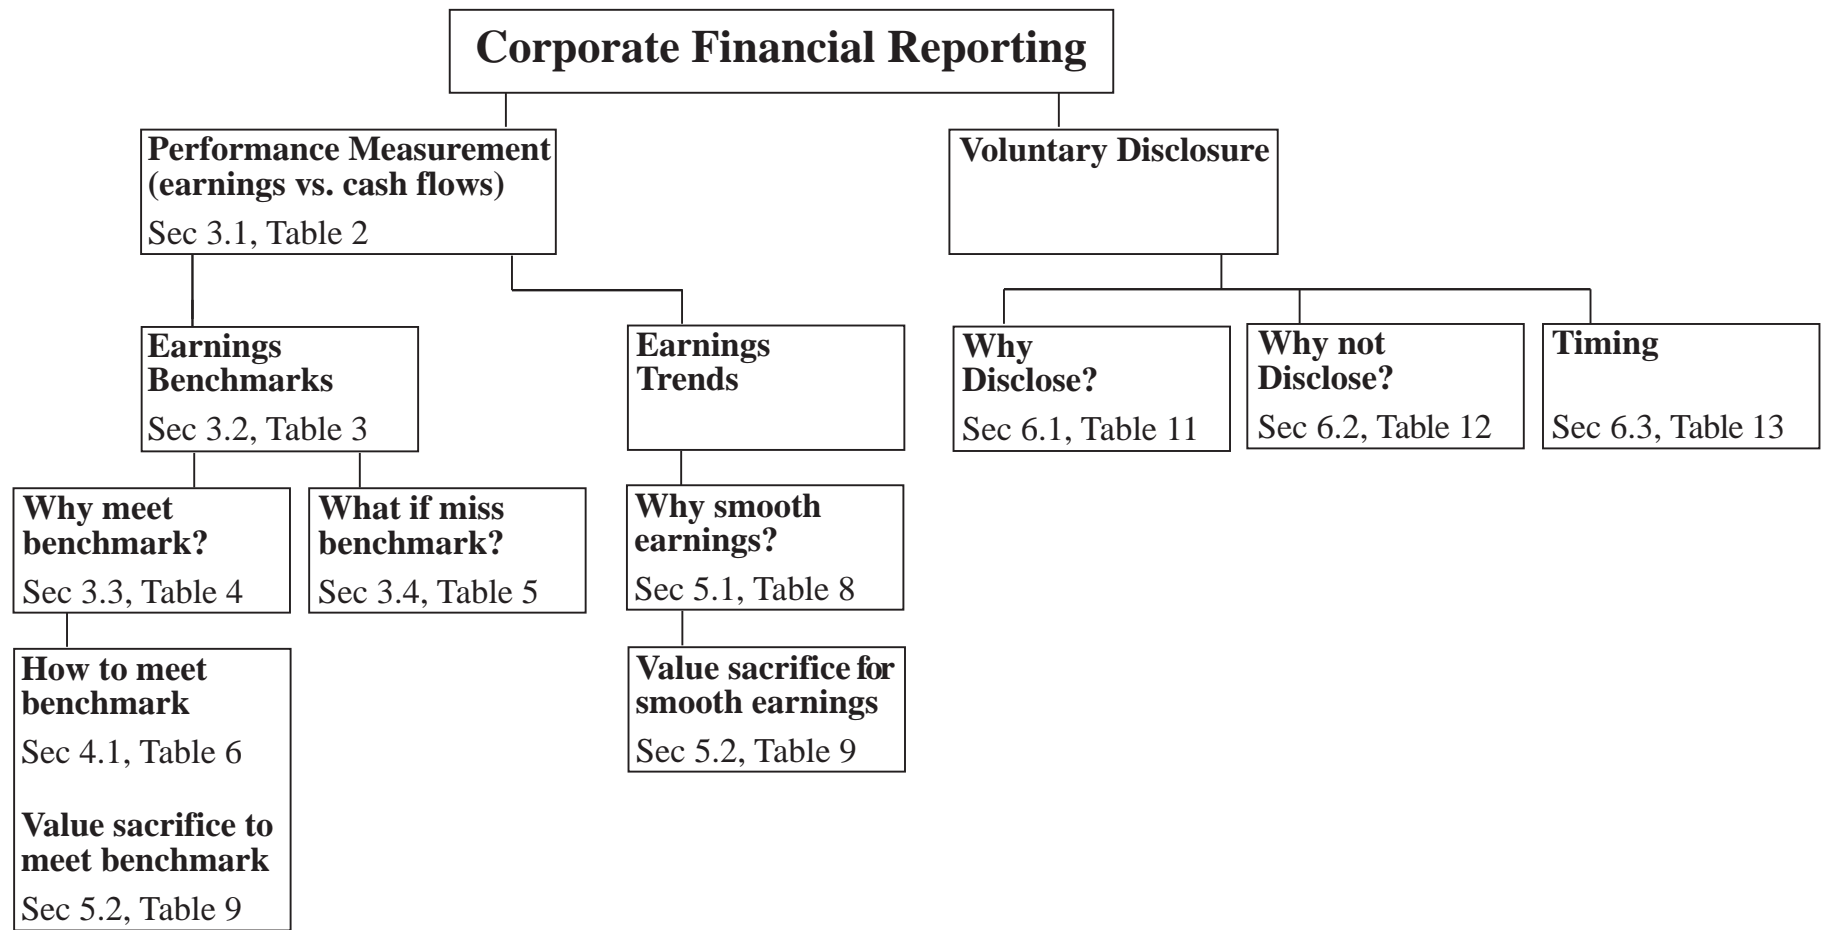 Corporate Financial Reporting
Performance Measurement
(earnings vs. cash flows)
Sec 3.1, Table 2
Voluntary Disclosure
Earnings
Benchmarks
Sec 3.2, Table 3
Earnings
Trends
Why
Disclose?
Sec 6.1, Table 11
Why not
Disclose?
Sec 6.2, Table 12
Timing
Sec 6.3, Table 13
Why meet
benchmark?
Sec 3.3, Table 4
What if miss
benchmark?
Sec 3.4, Table 5
Why smooth
earnings?
Sec 5.1, Table 8
How to meet
benchmark
Sec 4.1, Table 6
Value sacrifice to
meet benchmark
Sec 5.2, Table 9
Value sacrifice for
smooth earnings
Sec 5.2, Table 9